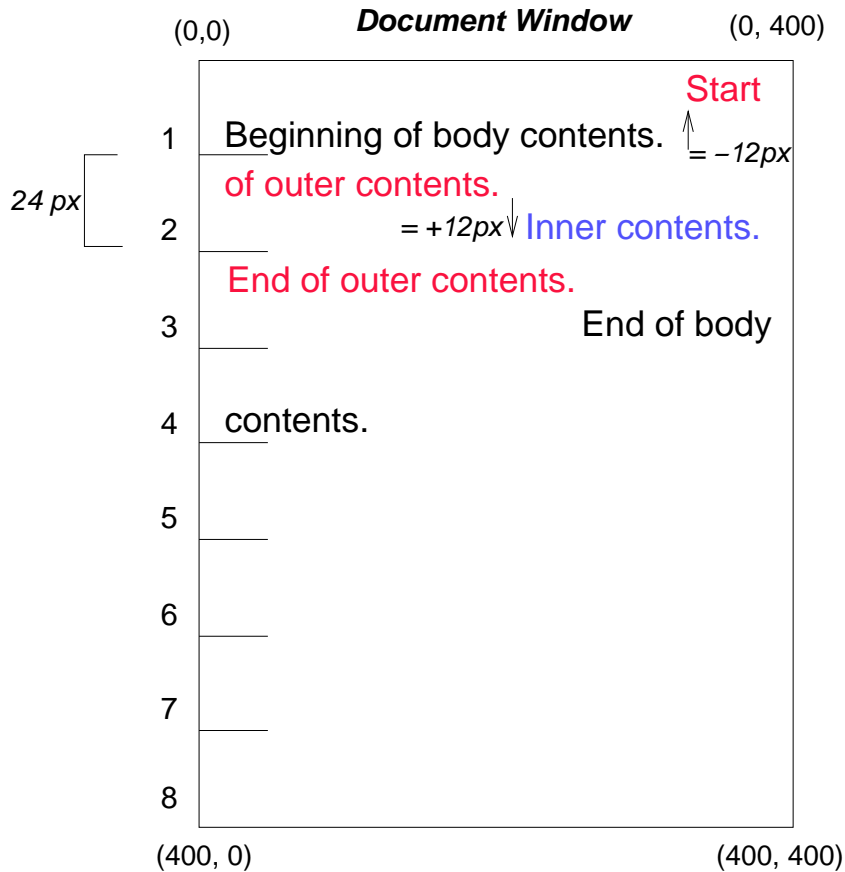 Document Window
(0,0)
(0, 400)
Start
1
Beginning of body contents.
= −12px
24 px
of outer contents.
2
= +12px
Inner contents.
End of outer contents.
3
End of body
4
contents.
5
6
7
8
(400, 0)
(400, 400)